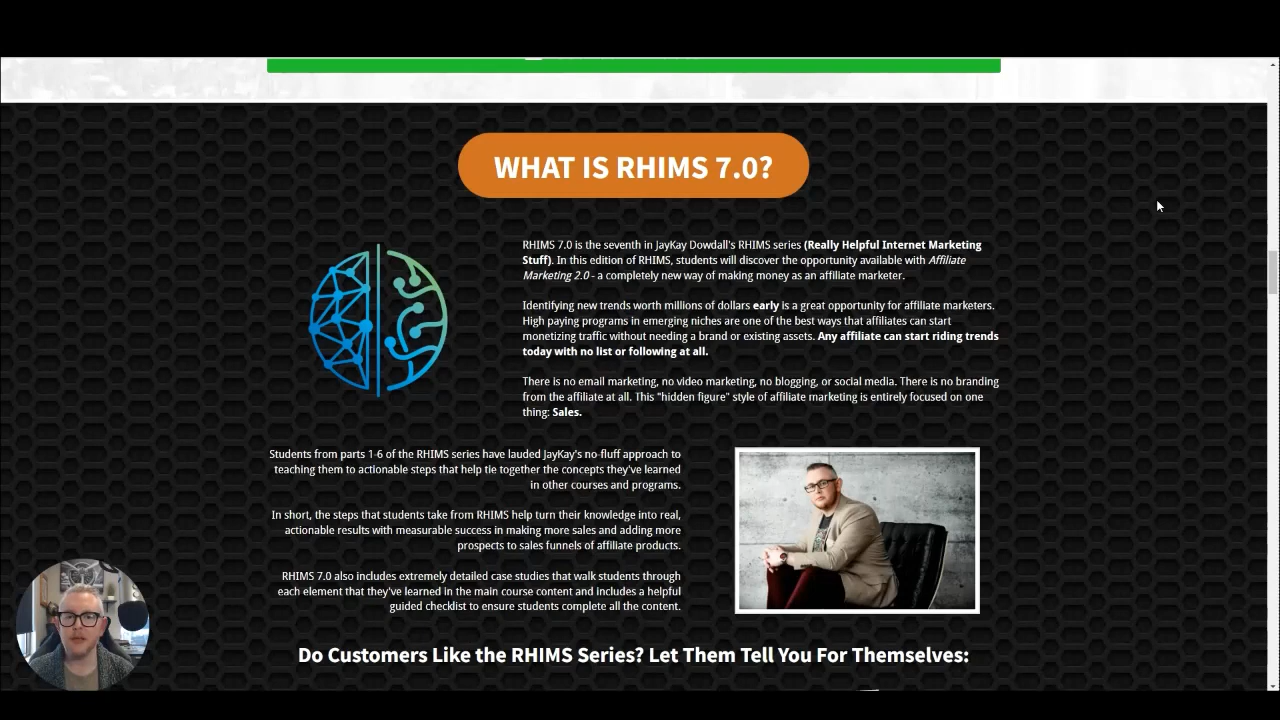 WHAT IS RHIMS 7.0?
RHIMS 7.0 is the seventh in JayKay Dowdall's RHIMS series (Really Helpful Internet Marketing
Stuff). In this edition of RHIMS, students will discover the opportunity available with Affiliate
Marketing 2.0 - a completely new way of making money as an affiliate marketer.
Identifying new trends worth millions of dollars early is a great opportunity for affiliate marketers.
High paying programs in emerging niches are one of the best ways that affiliates can start
monetizing traffic without needing a brand or existing assets. Any affiliate can start riding trends
today with no list or following at all.
There is no email marketing, no video marketing, no blogging, or social media. There is no branding
from the affiliate at all. This "hidden figure" style of affiliate marketing is entirely focused on one
thing: Sales.
Students from parts 1-6 of the RHIMS series have lauded JayKay's no-fluff approach to
teaching them to actionable steps that help tie together the concepts they've learned
in other courses and programs.
In short, the steps that students take from RHIMS help turn their knowledge into real,
actionable results with measurable success in making more sales and adding more
prospects to sales funnels of affiliate products.
RHIMS 7.0 also includes extremely detailed case studies that walk students through
each element that they've learned in the main course content and includes a helpful
guided checklist to ensure students complete all the content.
Do Customers Like the RHIMS Series? Let Them Tell You For Themselves: